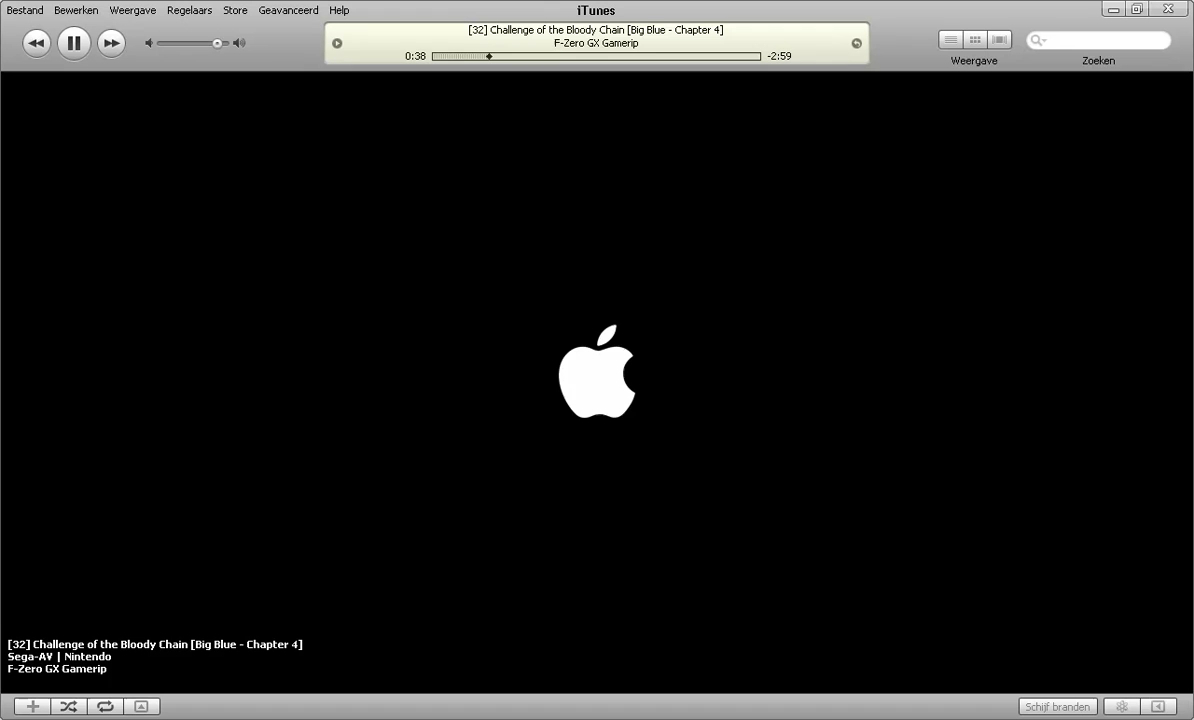 Bestand Bewerken Weergave Regelaars Store Geavanceerd Help
iTunes
[32] Challenge of the Bloody Chain [Big Blue - Chapter 4]
F-Zero GX Gamerip
0:38 -2:59
Weergave
Zoeken
[32] Challenge of the Bloody Chain [Big Blue - Chapter 4]
Sega-AV | Nintendo
F-Zero GX Gamerip
Schijf branden